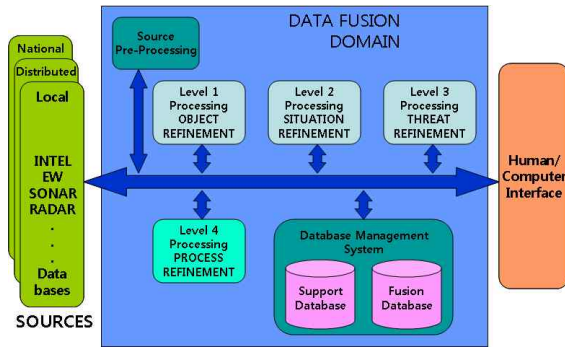 DATA FUSION
DOMAIN
National
Distributed
Local
INTEL
EW
SONAR
RADAR
.
.
.
Data
bases
SOURCES
Source
Pre-Processing
Level 1
Processing
OBJECT
REFINEMENT
Level 2
Processing
SITUATION
REFINEMENT
Level 3
Processing
THREAT
REFINEMENT
Level 4
Processing
PROCESS
REFINEMENT
Database Management
System
Support
Database
Fusion
Database
Human/
Computer
Interface